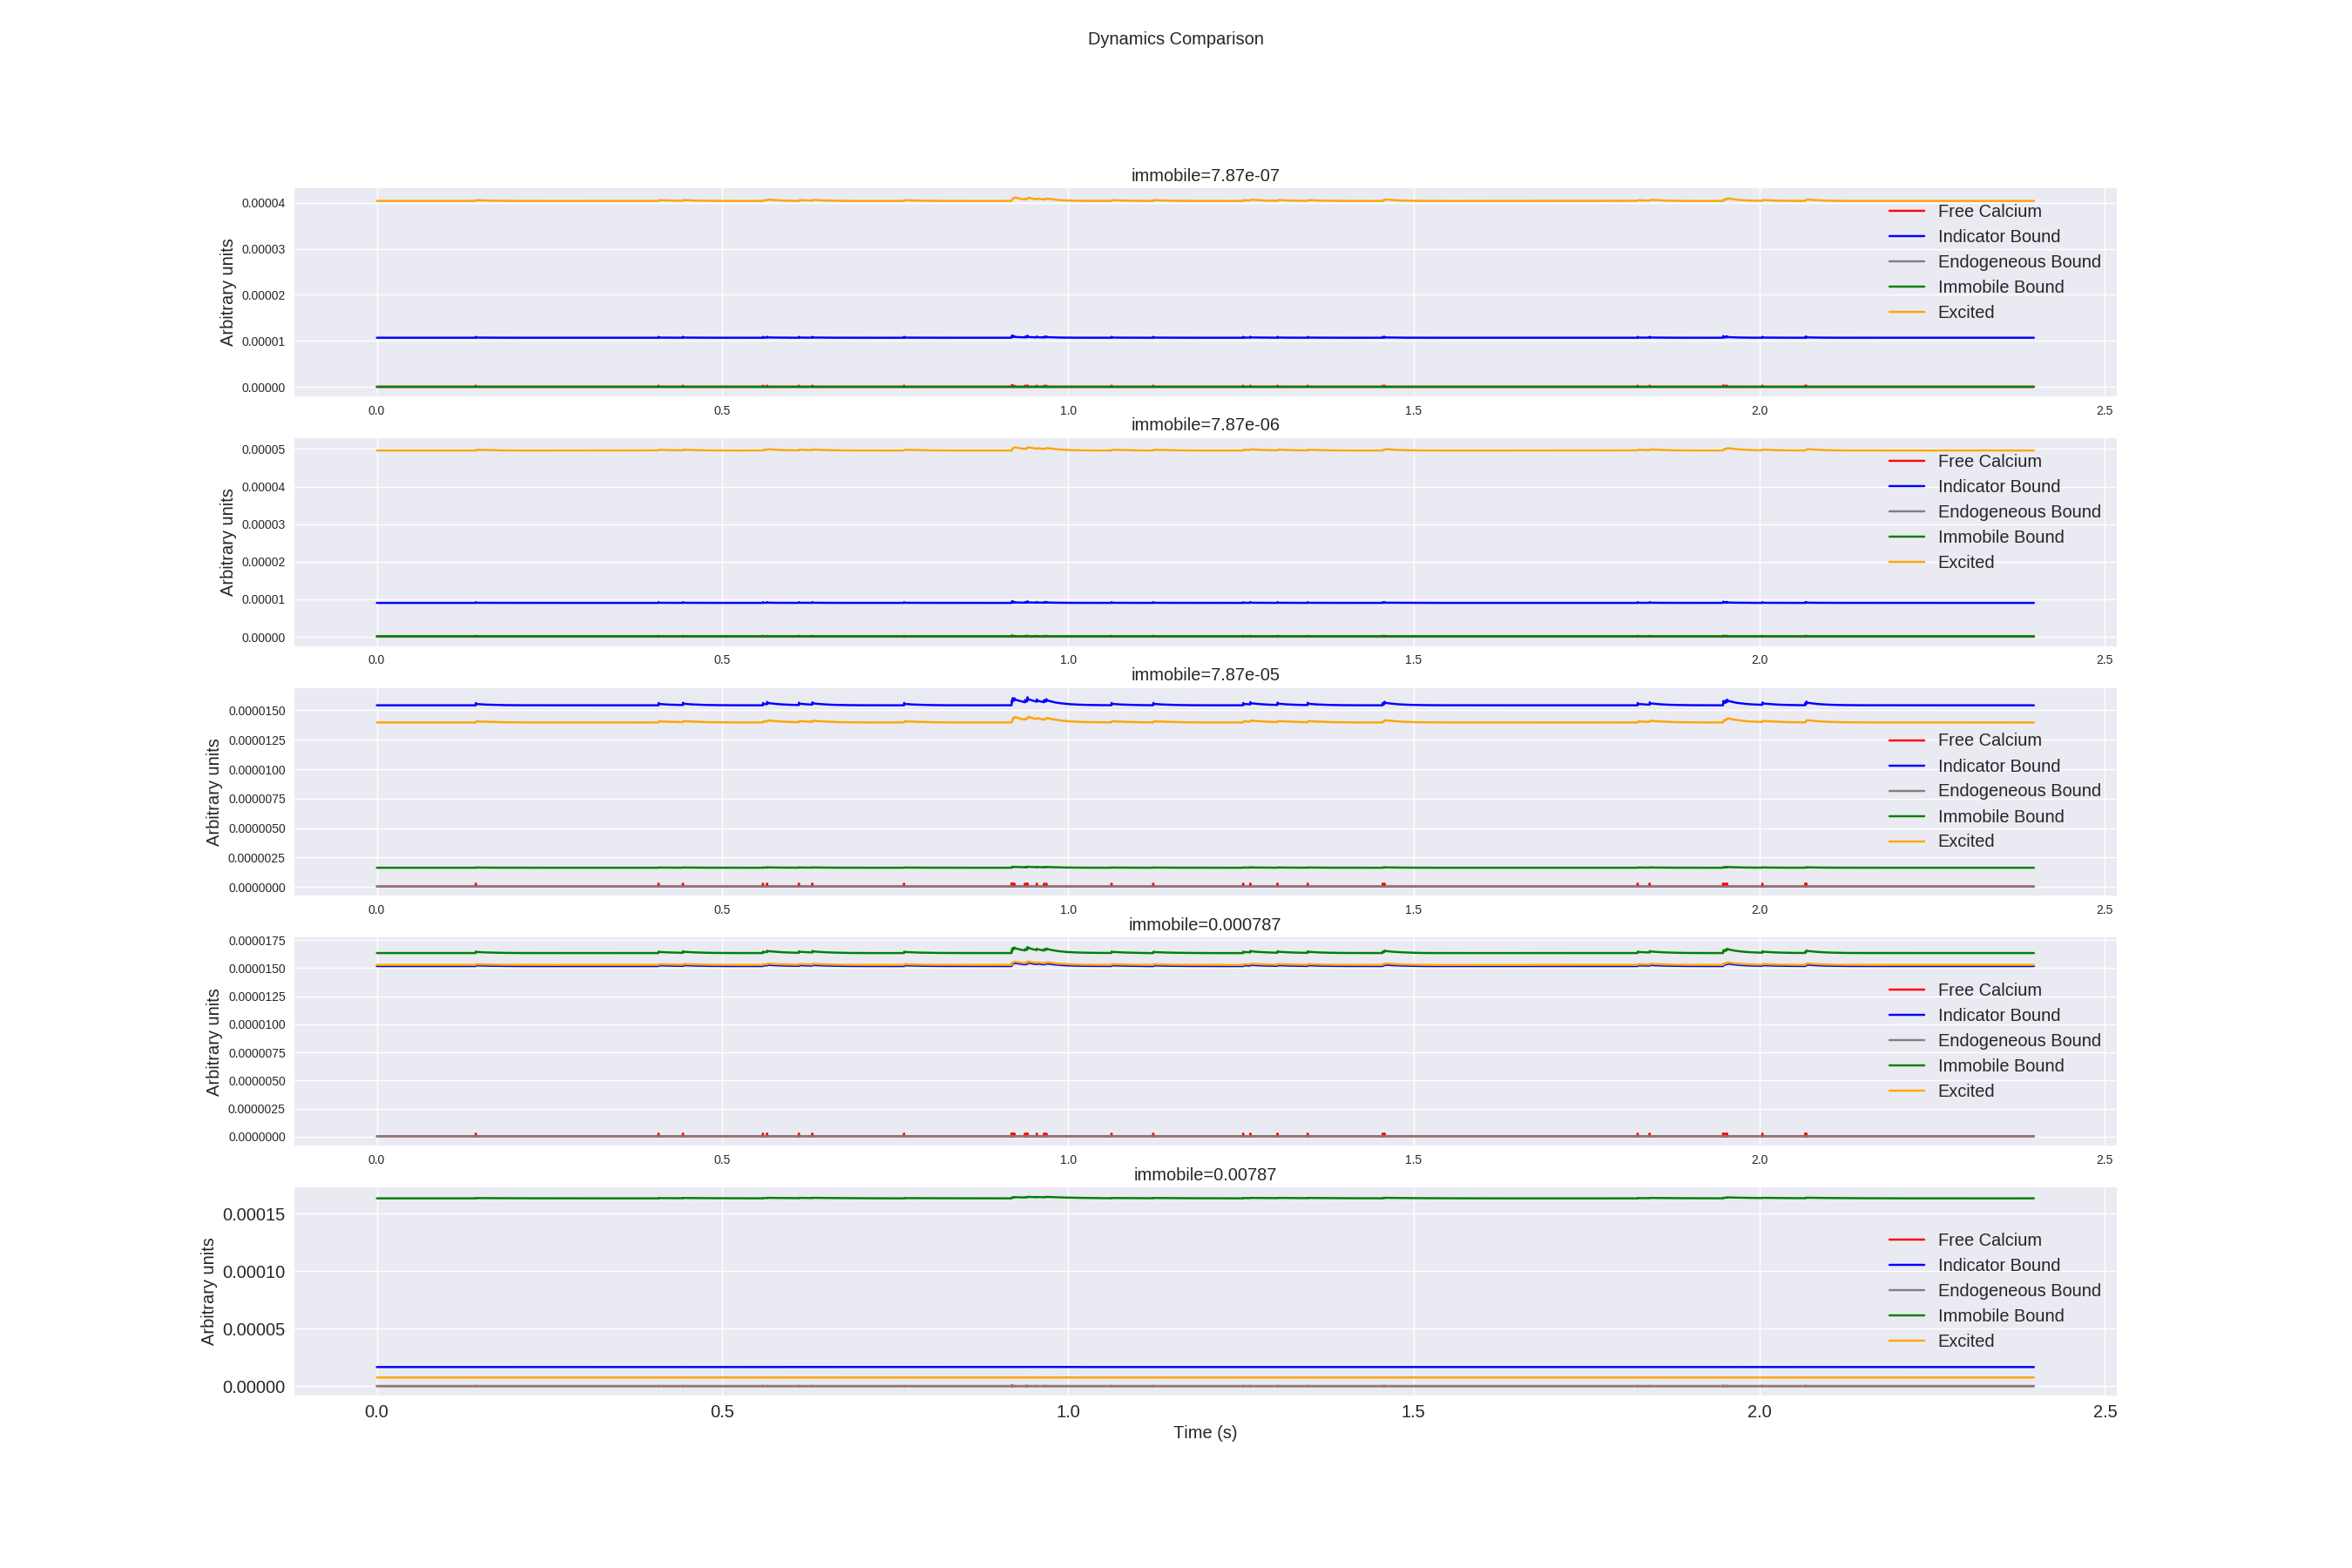 Dynamics Comparison
immobile=7.87e-07
0.00004
0.00003
0.00002
0.00001
0.00000
Arbitrary units
Free Calcium
Indicator Bound
Endogeneous Bound
Immobile Bound
Excited
0.0 0.5 1.0 1.5 2.0 2.5
immobile=7.87e-06
0.00005
0.00004
0.00003
0.00002
0.00001
0.00000
Arbitrary units
Free Calcium
Indicator Bound
Endogeneous Bound
Immobile Bound
Excited
0.0 0.5 1.0 1.5 2.0 2.5
immobile=7.87e-05
0.0000150
0.0000125
0.0000100
0.0000075
0.0000050
0.0000025
0.0000000
Arbitrary units
Free Calcium
Indicator Bound
Endogeneous Bound
Immobile Bound
Excited
0.0 0.5 1.0 1.5 2.0 2.5
immobile=0.000787
0.0000175
0.0000150
0.0000125
0.0000100
0.0000075
0.0000050
0.0000025
0.0000000
Arbitrary units
Free Calcium
Indicator Bound
Endogeneous Bound
Immobile Bound
Excited
0.0 0.5 1.0 1.5 2.0 2.5
immobile=0.00787
0.00015
0.00010
0.00005
0.00000
Arbitrary units
Free Calcium
Indicator Bound
Endogeneous Bound
Immobile Bound
Excited
0.0 0.5 1.0 1.5 2.0 2.5
Time (s)